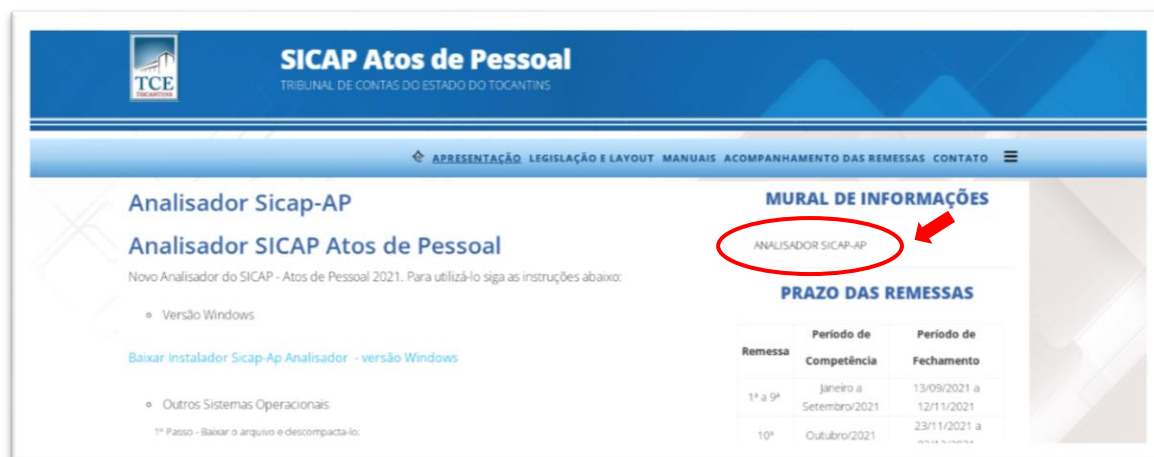 TCE
TOCANTINS
SICAP Atos de Pessoal
TRIBUNAL DE CONTAS DO ESTADO DO TOCANTINS
APRESENTAÇÃO LEGISLAÇÃO E LAYOUT MANUAIS ACOMPANHAMENTO DAS REMESSAS CONTATO
Analisador Sicap-AP
Analisador SICAP Atos de Pessoal
Novo Analisador do SICAP - Atos de Pessoal 2021. Para utilizá-lo siga as instruções abaixo:
Versão Windows
Baixar Instalador Sicap-Ap Analisador - versão Windows
Outros Sistemas Operacionais
1º Passo - Baixar o arquivo e descompacta-lo;
MURAL DE INFORMAÇÕES
ANALISADOR SICAP-AP
PRAZO DAS REMESSAS
Remessa Período de Competência Período de Fechamento
1ª a 9ª Janeiro a Setembro/2021 13/09/2021 a 12/11/2021
10ª Outubro/2021 23/11/2021 a